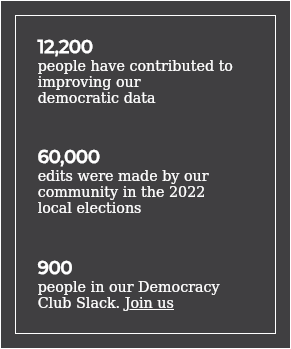 12,200
people have contributed to
improving our
democratic data
60,000
edits were made by our
community in the 2022
local elections
900
people in our Democracy
Club Slack. Join us